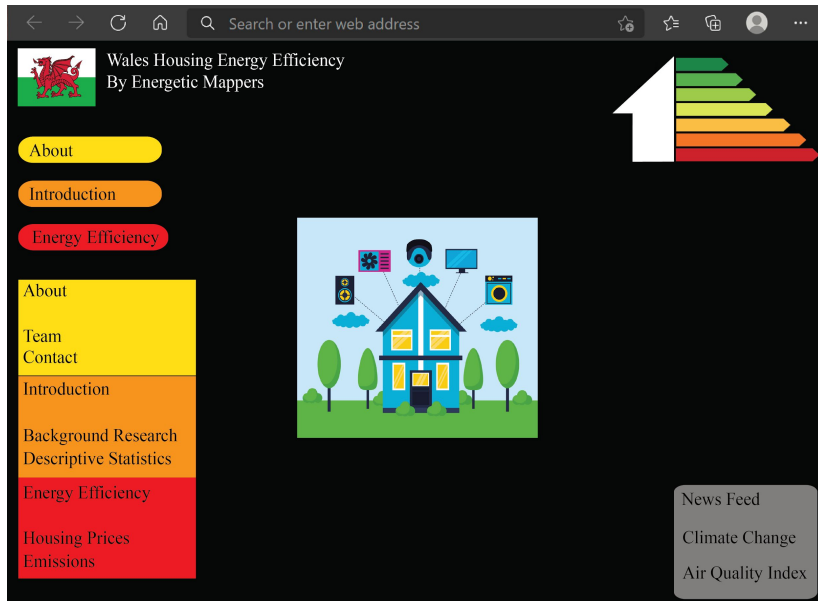 Search or enter web address
Wales Housing Energy Efficiency
By Energetic Mappers
About
Introduction
Energy Efficiency
About
Team
Contact
Introduction
Background Research
Descriptive Statistics
Energy Efficiency
Housing Prices
Emissions
News Feed
Climate Change
Air Quality Index